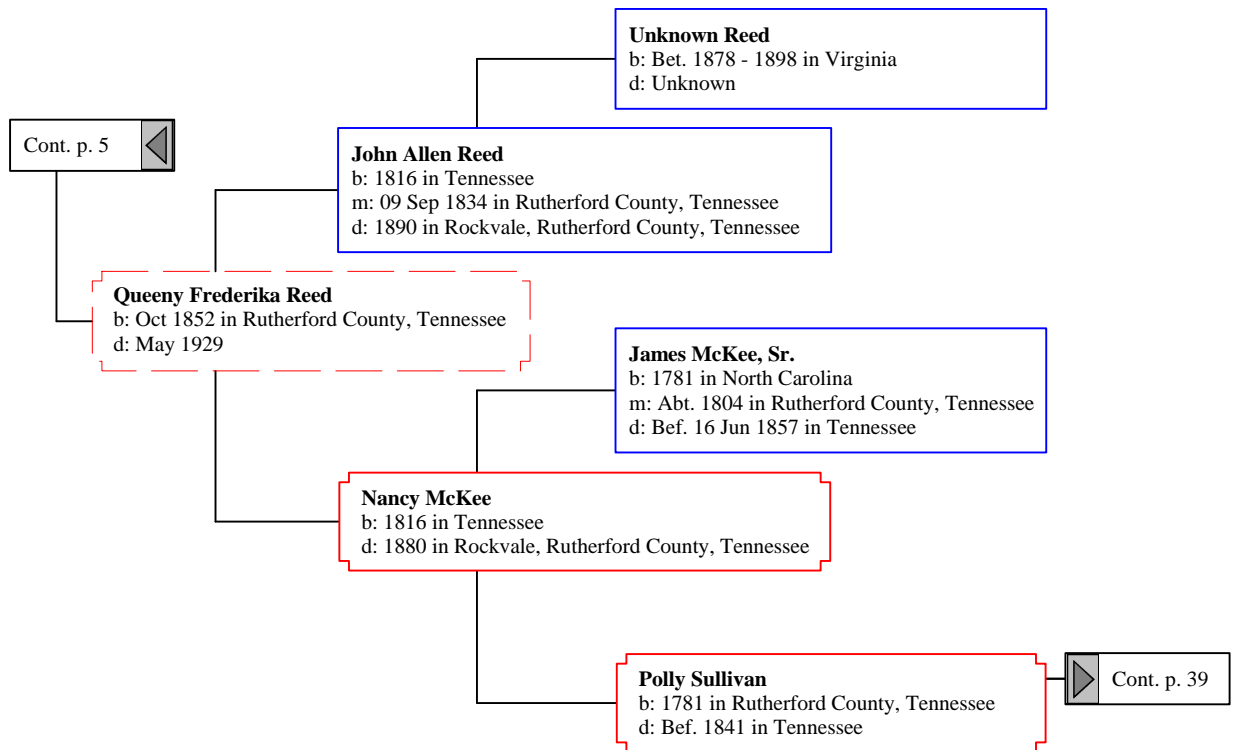 Unknown Reed
b: Bet. 1878 - 1898 in Virginia
d: Unknown
Cont. p. 5
John Allen Reed
b: 1816 in Tennessee
m: 09 Sep 1834 in Rutherford County, Tennessee
d: 1890 in Rockvale, Rutherford County, Tennessee
Queeny Frederika Reed
b: Oct 1852 in Rutherford County, Tennessee
d: May 1929
James McKee, Sr.
b: 1781 in North Carolina
m: Abt. 1804 in Rutherford County, Tennessee
d: Bef. 16 Jun 1857 in Tennessee
Nancy McKee
b: 1816 in Tennessee
d: 1880 in Rockvale, Rutherford County, Tennessee
Polly Sullivan
b: 1781 in Rutherford County, Tennessee
d: Bef. 1841 in Tennessee
Cont. p. 39